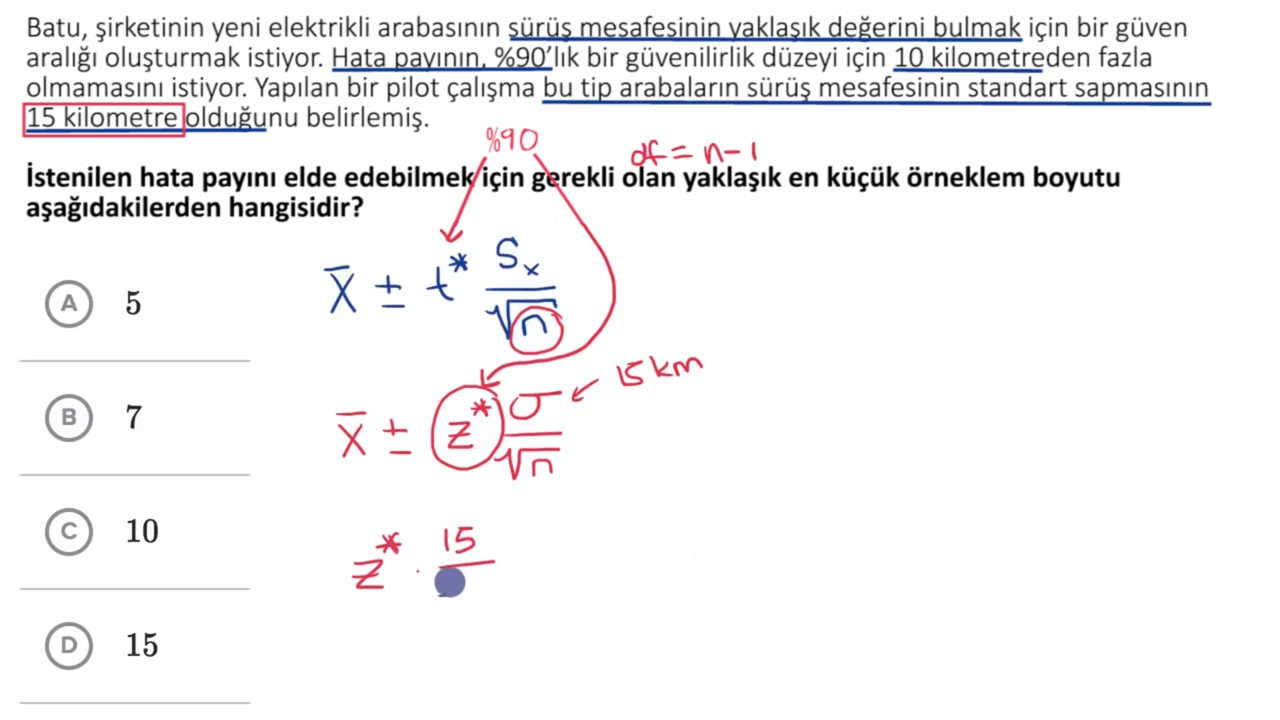 Batu, şirketinin yeni elektrikli arabasının sürüş mesafesinin yaklaşık değerini bulmak için bir güven
aralığı oluşturmak istiyor. Hata payının, %90’lık bir güvenilirlik düzeyi için 10 kilometreden fazla
olmamasını istiyor. Yapılan bir pilot çalışma bu tip arabaların sürüş mesafesinin standart sapmasının
15 kilometre olduğunu belirlemiş.
%90
df = n-1
İstenilen hata payını elde edebilmek için gerekli olan yaklaşık en küçük örneklem boyutu
aşağıdakilerden hangisidir?
x̄ ± t* Sx/√n
A 5
15 km
B 7
x̄ ± z* σ/√n
C 10
z* · 15
D 15